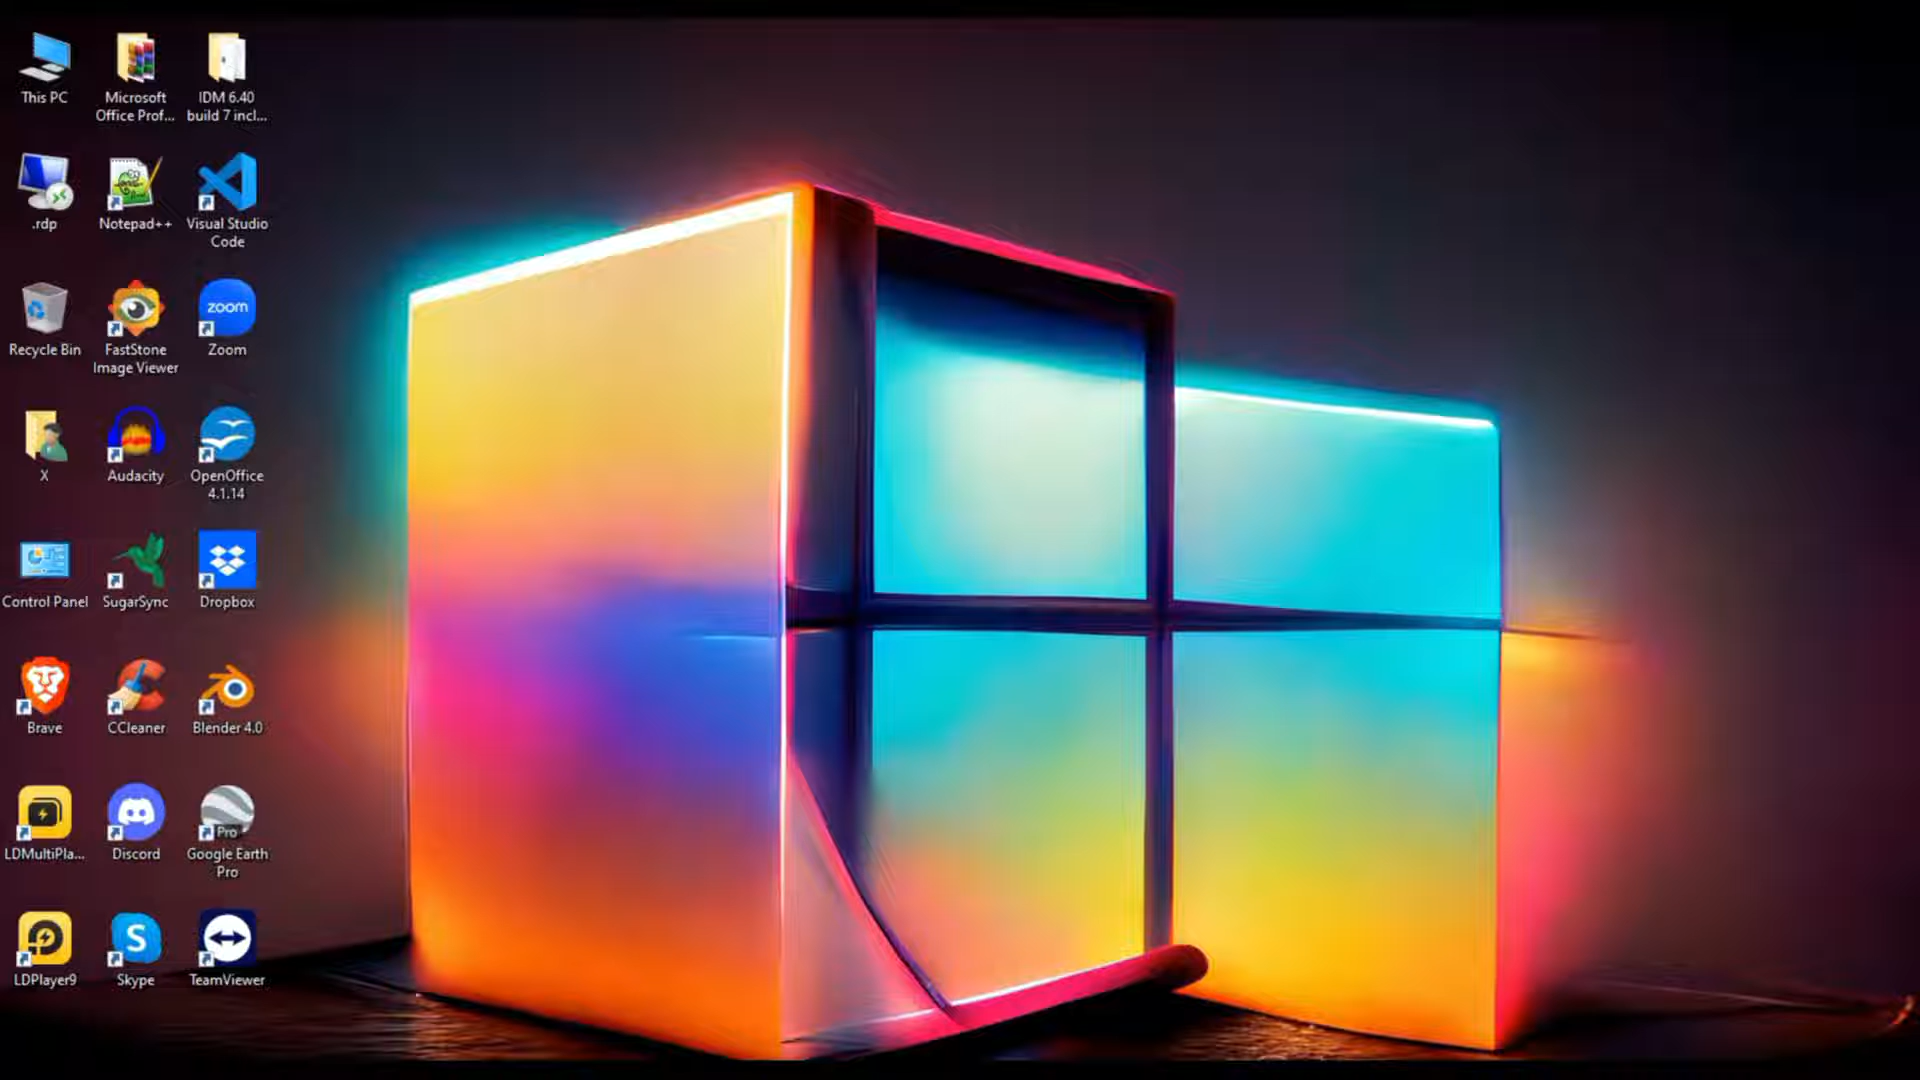 This PC
Microsoft
Office Prof...
IDM 6.40
build 7 incl...
.rdp
Notepad++
Visual Studio
Code
Recycle Bin
FastStone
Image Viewer
zoom
Zoom
X
Audacity
OpenOffice
4.1.14
Control Panel
SugarSync
Dropbox
Brave
CCleaner
Blender 4.0
LDMultiPla...
Discord
Pro
Google Earth
Pro
LDPlayer9
S
Skype
TeamViewer